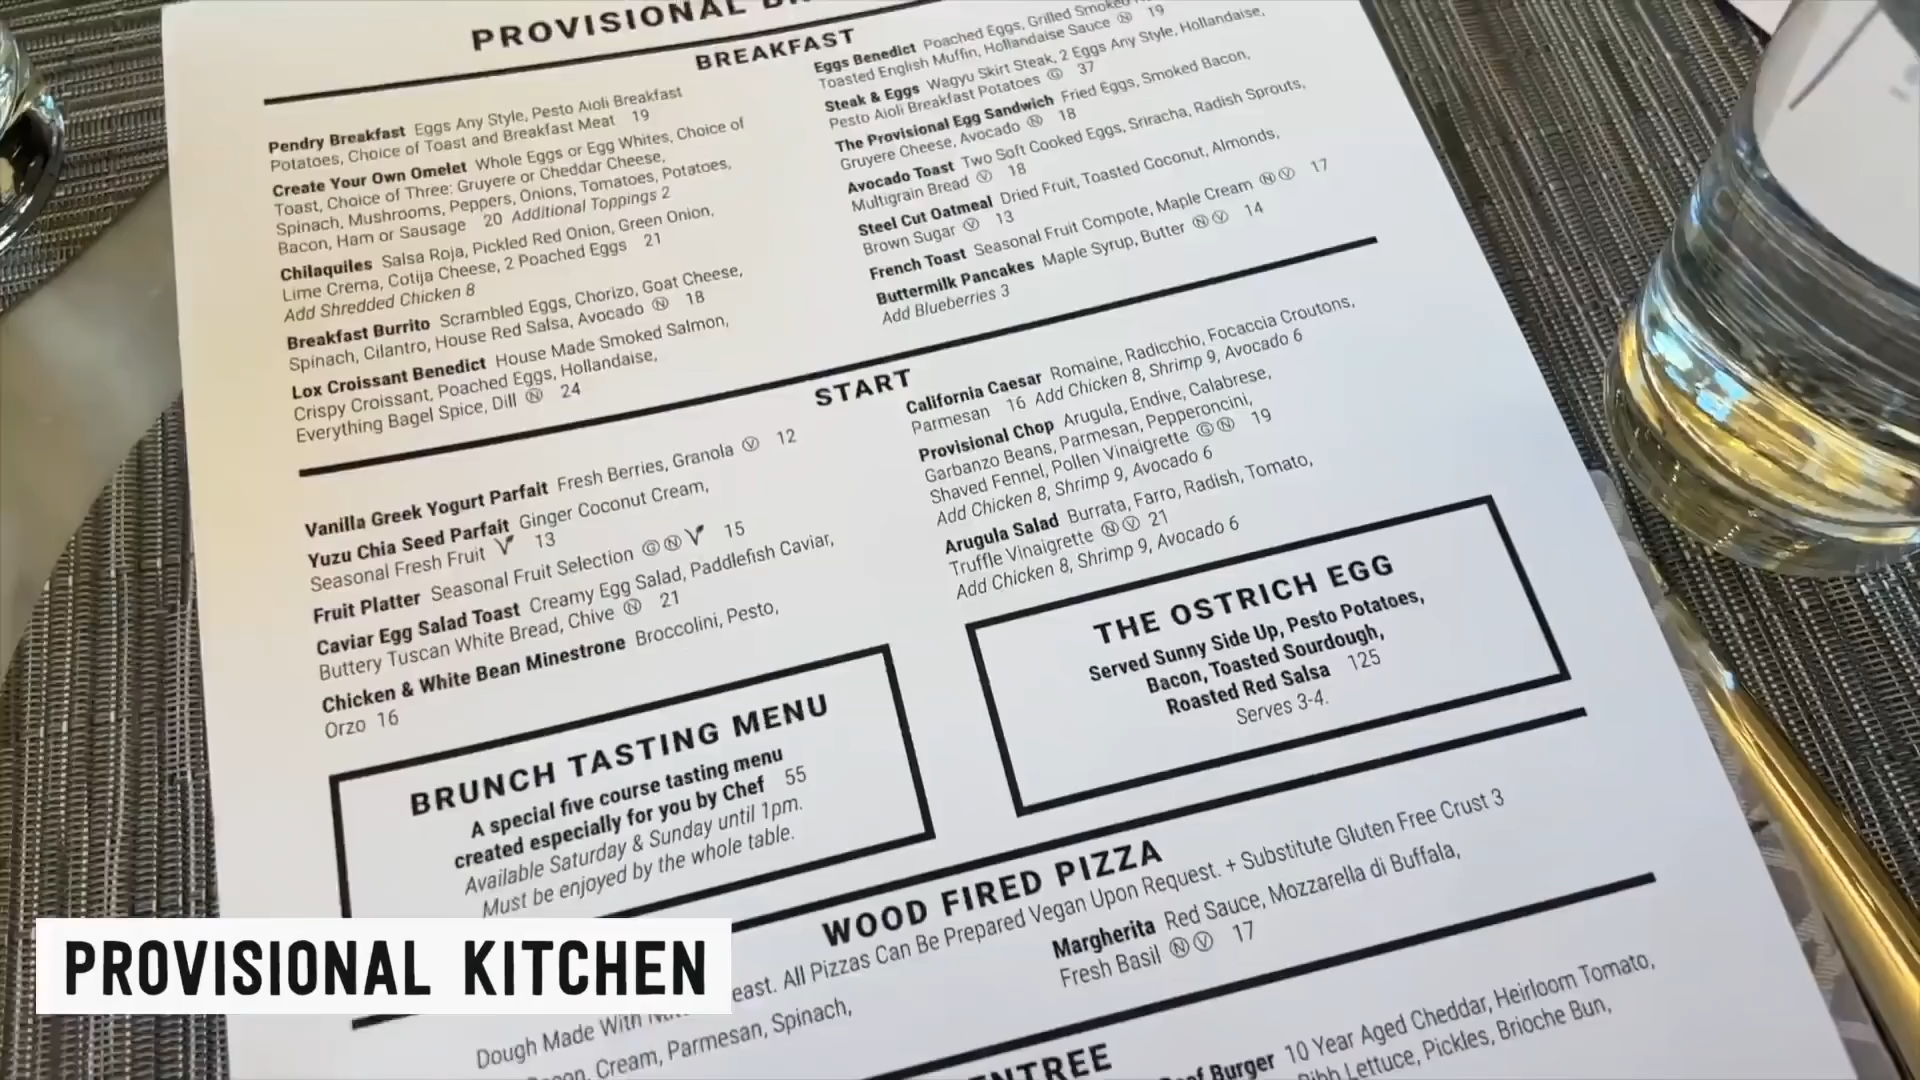 PROVISIONAL
BREAKFAST
Pendry Breakfast Eggs Any Style, Pesto Aioli Breakfast
Potatoes, Choice of Toast and Breakfast Meat 19
Create Your Own Omelet Whole Eggs or Egg Whites, Choice of
Toast, Choice of Three: Gruyere or Cheddar Cheese,
Spinach, Mushrooms, Peppers, Onions, Tomatoes, Potatoes,
Bacon, Ham or Sausage 20 Additional Toppings 2
Chilaquiles Salsa Roja, Pickled Red Onion, Green Onion,
Lime Crema, Cotija Cheese, 2 Poached Eggs 21
Add Shredded Chicken 8
Breakfast Burrito Scrambled Eggs, Chorizo, Goat Cheese,
Spinach, Cilantro, House Red Salsa, Avocado Ⓝ 18
Lox Croissant Benedict House Made Smoked Salmon,
Crispy Croissant, Poached Eggs, Hollandaise,
Everything Bagel Spice, Dill Ⓝ 24
Eggs Benedict Poached Eggs, Grilled Smoked
Toasted English Muffin, Hollandaise Sauce Ⓝ 19
Steak & Eggs Wagyu Skirt Steak, 2 Eggs Any Style, Hollandaise,
Pesto Aioli Breakfast Potatoes Ⓖ 37
The Provisional Egg Sandwich Fried Eggs, Smoked Bacon,
Gruyere Cheese, Avocado Ⓝ 18
Avocado Toast Two Soft Cooked Eggs, Sriracha, Radish Sprouts,
Multigrain Bread Ⓥ 18
Steel Cut Oatmeal Dried Fruit, Toasted Coconut, Almonds,
Brown Sugar Ⓥ 13
French Toast Seasonal Fruit Compote, Maple Cream ⓃⓋ 17
Buttermilk Pancakes Maple Syrup, Butter ⓃⓋ 14
Add Blueberries 3
START
Vanilla Greek Yogurt Parfait Fresh Berries, Granola Ⓥ 12
Yuzu Chia Seed Parfait Ginger Coconut Cream,
Seasonal Fresh Fruit V 13
Fruit Platter Seasonal Fruit Selection ⒼⓃV 15
Caviar Egg Salad Toast Creamy Egg Salad, Paddlefish Caviar,
Buttery Tuscan White Bread, Chive Ⓝ 21
Chicken & White Bean Minestrone Broccolini, Pesto,
Orzo 16
California Caesar Romaine, Radicchio, Focaccia Croutons,
Parmesan 16 Add Chicken 8, Shrimp 9, Avocado 6
Provisional Chop Arugula, Endive, Calabrese,
Garbanzo Beans, Parmesan, Pepperoncini,
Shaved Fennel, Pollen Vinaigrette ⒼⓃ 19
Add Chicken 8, Shrimp 9, Avocado 6
Arugula Salad Burrata, Farro, Radish, Tomato,
Truffle Vinaigrette ⓃⓋ 21
Add Chicken 8, Shrimp 9, Avocado 6
BRUNCH TASTING MENU
A special five course tasting menu
created especially for you by Chef 55
Available Saturday & Sunday until 1pm.
Must be enjoyed by the whole table.
THE OSTRICH EGG
Served Sunny Side Up, Pesto Potatoes,
Bacon, Toasted Sourdough,
Roasted Red Salsa 125
Serves 3-4.
WOOD FIRED PIZZA
Dough Made With east. All Pizzas Can Be Prepared Vegan Upon Request. + Substitute Gluten Free Crust 3
Cream, Parmesan, Spinach,
Margherita Red Sauce, Mozzarella di Buffala,
Fresh Basil ⓃⓋ 17
Burger 10 Year Aged Cheddar, Heirloom Tomato,
Lettuce, Pickles, Brioche Bun,
PROVISIONAL KITCHEN